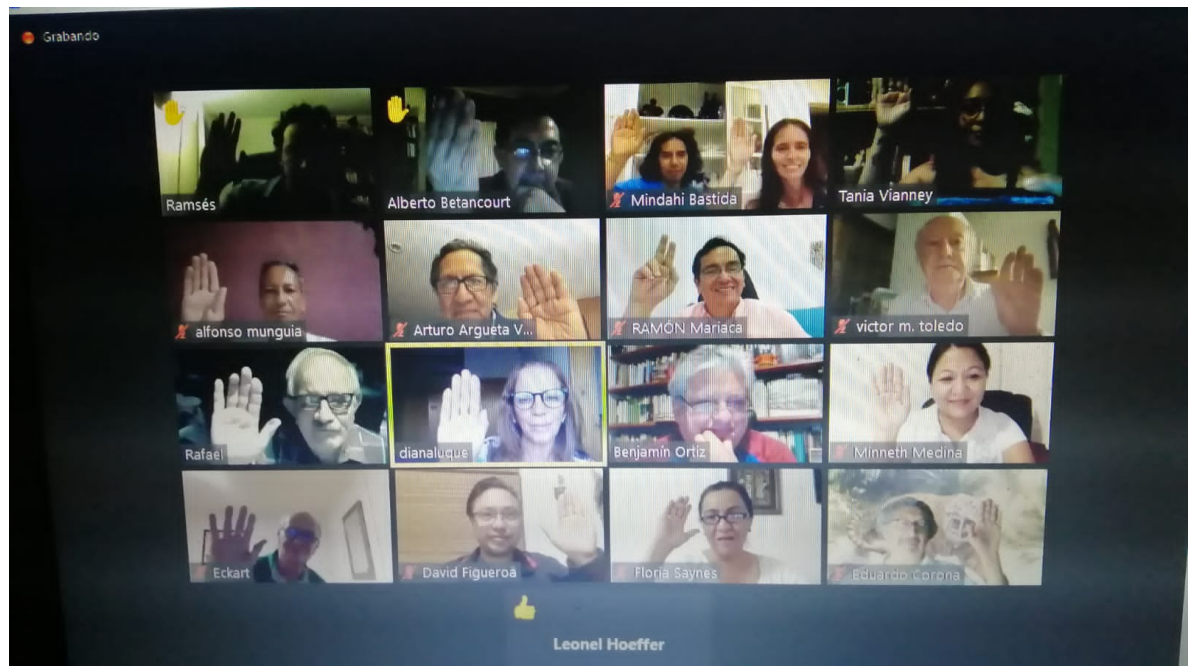 Grabando
Ramsés
Alberto Betancourt
Mindahi Bastida
Tania Vianney
alfonso munguia
Arturo Argueta V...
RAMÓN Mariaca
victor m. toledo
Rafael
dianaluque
Benjamín Ortiz
Minneth Medina
Eckart
David Figueroa
Floria Saynes
Eduardo Corona
Leonel Hoeffer